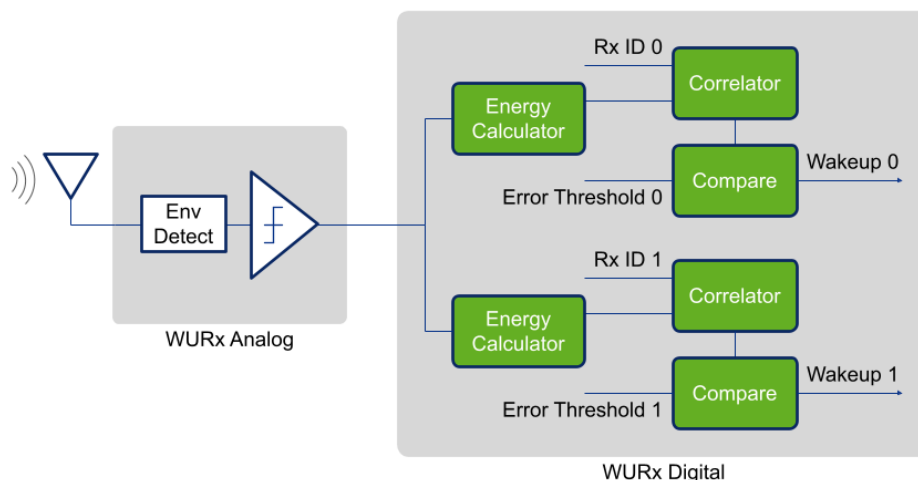 Rx ID 0
Energy
Calculator
Correlator
Wakeup 0
Error Threshold 0
Compare
Env
Detect
WURx Analog
Rx ID 1
Energy
Calculator
Correlator
Wakeup 1
Error Threshold 1
Compare
WURx Digital